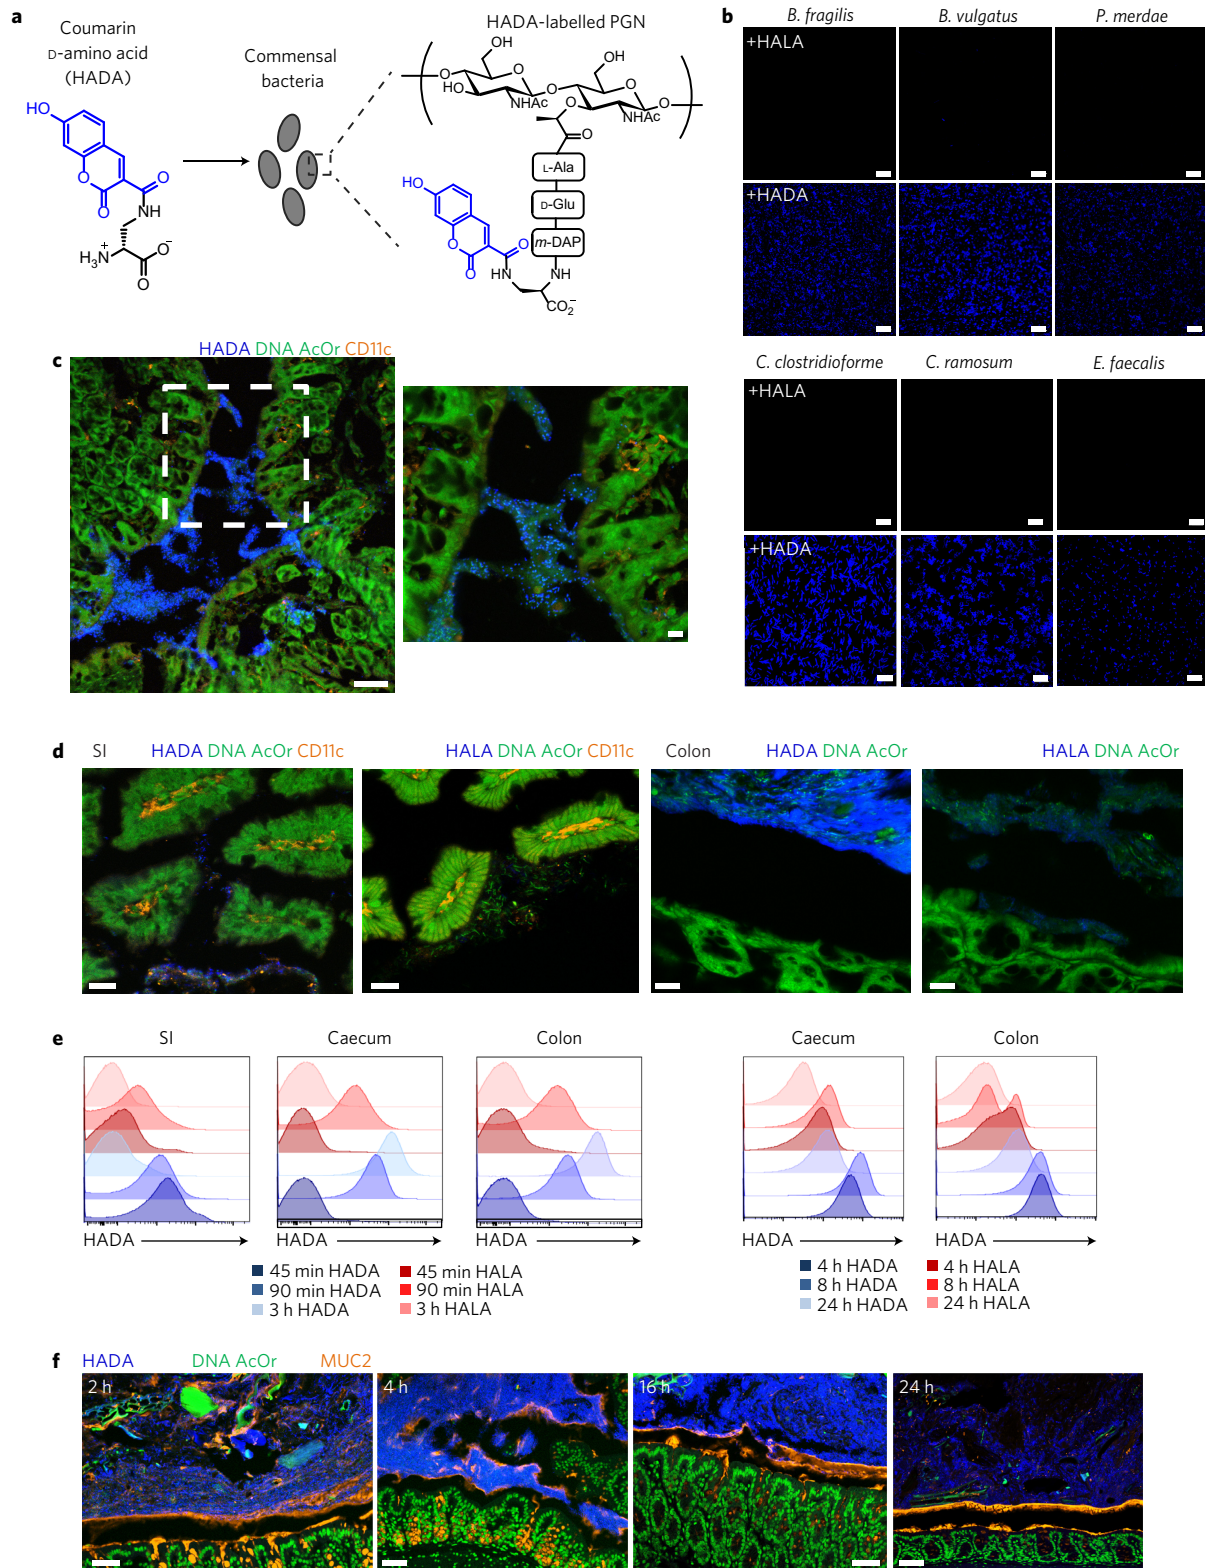 a
Coumarin
D-amino acid
(HADA)
Commensal
bacteria
HADA-labelled PGN
HO
O
O
O
O
NH
H3N+
O−
O
OH
OH
O
HO
O
O
O
NHAc
O
NHAc
O
O
L-Ala
D-Glu
m-DAP
HO
O
O
O
NH
NH
CO2−
b
B. fragilis B. vulgatus P. merdae
+HALA
+HADA
C. clostridioforme C. ramosum E. faecalis
+HALA
+HADA
c
HADA DNA AcOr CD11c
d
SI HADA DNA AcOr CD11c
HALA DNA AcOr CD11c
Colon HADA DNA AcOr
HALA DNA AcOr
e
SI Caecum Colon Caecum Colon
HADA HADA HADA HADA HADA
45 min HADA 45 min HALA
90 min HADA 90 min HALA
3 h HADA 3 h HALA
4 h HADA 4 h HALA
8 h HADA 8 h HALA
24 h HADA 24 h HALA
f
HADA DNA AcOr MUC2
2 h 4 h 16 h 24 h